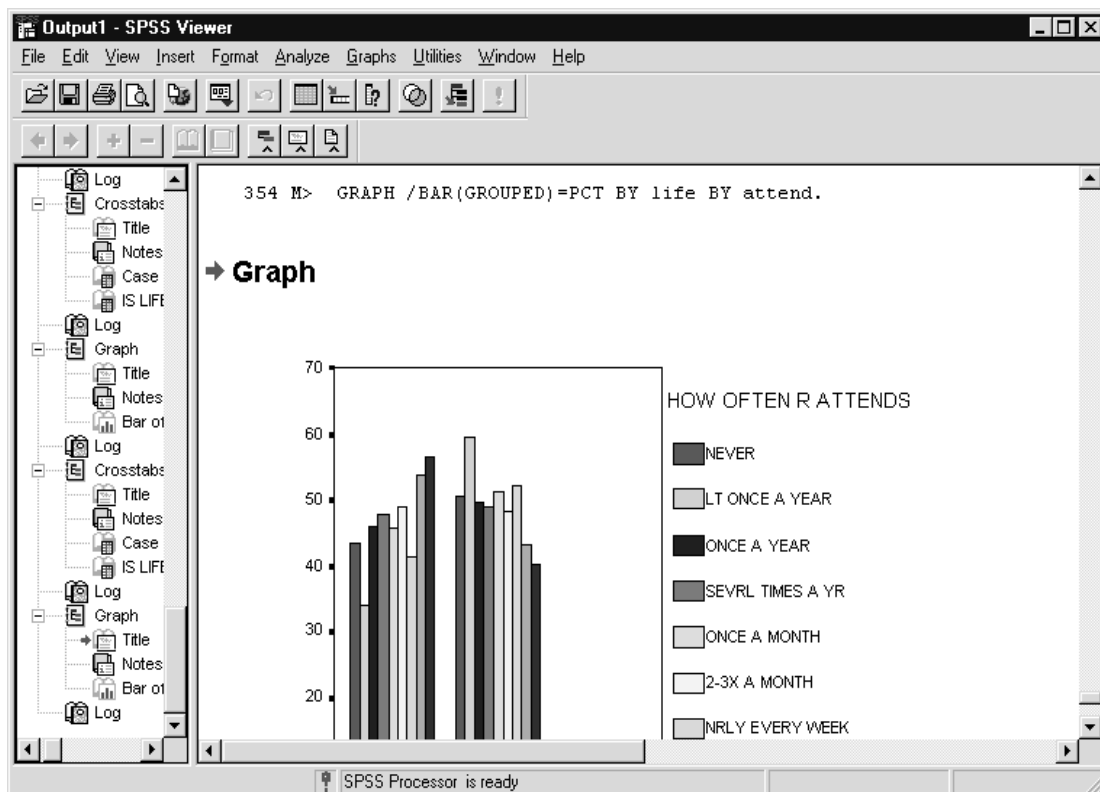 Output1 - SPSS Viewer
File Edit View Insert Format Analyze Graphs Utilities Window Help
Log
Crosstabs
Title
Notes
Case
IS LIFE
Log
Graph
Title
Notes
Bar of
Log
Crosstabs
Title
Notes
Case
IS LIFE
Log
Graph
Title
Notes
Bar of
Log
354 M> GRAPH /BAR(GROUPED)=PCT BY life BY attend.
Graph
70
60
50
40
30
20
HOW OFTEN R ATTENDS
NEVER
LT ONCE A YEAR
ONCE A YEAR
SEVRL TIMES A YR
ONCE A MONTH
2-3X A MONTH
NRLY EVERY WEEK
SPSS Processor is ready